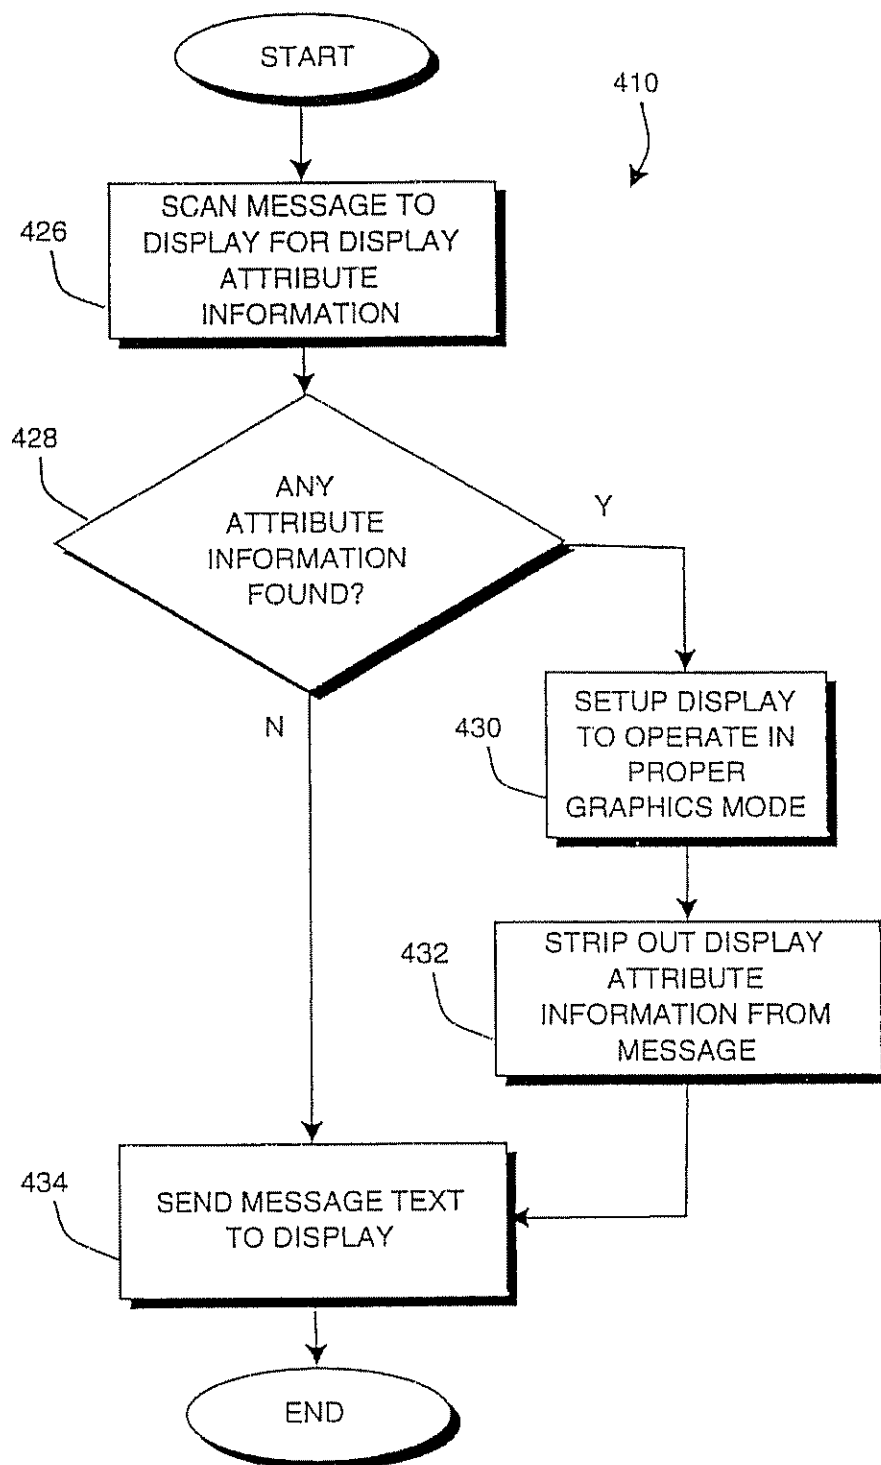 START
410
SCAN MESSAGE TO
DISPLAY FOR DISPLAY
ATTRIBUTE
INFORMATION
426
428
ANY
ATTRIBUTE
INFORMATION
FOUND?
Y
N
SETUP DISPLAY
TO OPERATE IN
PROPER
GRAPHICS MODE
430
STRIP OUT DISPLAY
ATTRIBUTE
INFORMATION FROM
MESSAGE
432
434
SEND MESSAGE TEXT
TO DISPLAY
END